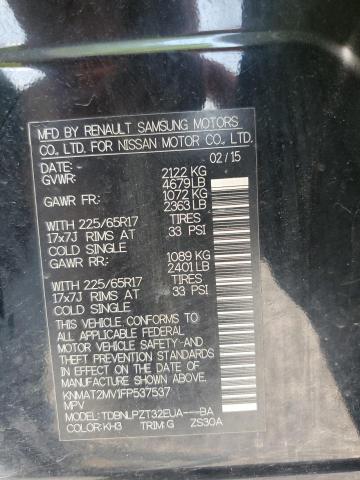 MFD BY RENAULT SAMSUNG MOTORS
CO., LTD. FOR NISSAN MOTOR CO., LTD.
DATE: - 02/15
GVWR: 2122 KG
4679 LB
GAWR FR: 1072 KG
2363 LB
WITH 225/65R17 TIRES
17x7J RIMS AT 33 PSI
COLD SINGLE
GAWR RR: 1089 KG
2401 LB
WITH 225/65R17 TIRES
17x7J RIMS AT 33 PSI
COLD SINGLE
THIS VEHICLE CONFORMS TO
ALL APPLICABLE FEDERAL
MOTOR VEHICLE SAFETY-AND-
THEFT PREVENTION STANDARDS
IN EFFECT ON THE DATE OF
MANUFACTURE SHOWN ABOVE.
KNMAT2MV1FP537537
MPV
MODEL: TDBNLPZT32EUA---BA
COLOR: KH3 TRIM: G ZS30A